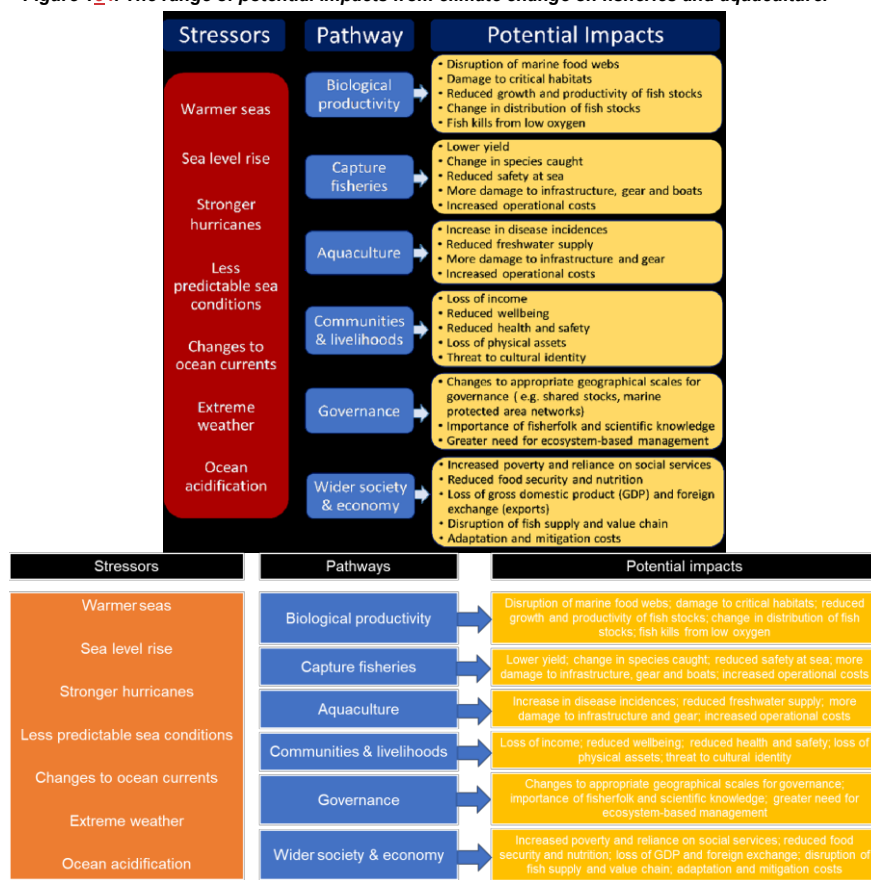 Figure 13: The range of potential impacts from climate change on fisheries and aquaculture.
Stressors
Pathway
Potential Impacts
Warmer seas
Sea level rise
Stronger
hurricanes
Less
predictable sea
conditions
Changes to
ocean currents
Extreme
weather
Ocean
acidification
Biological
productivity
• Disruption of marine food webs
• Damage to critical habitats
• Reduced growth and productivity of fish stocks
• Change in distribution of fish stocks
• Fish kills from low oxygen
Capture
fisheries
• Lower yield
• Change in species caught
• Reduced safety at sea
• More damage to infrastructure, gear and boats
• Increased operational costs
Aquaculture
• Increase in disease incidences
• Reduced freshwater supply
• More damage to infrastructure and gear
• Increased operational costs
Communities
& livelihoods
• Loss of income
• Reduced wellbeing
• Reduced health and safety
• Loss of physical assets
• Threat to cultural identity
Governance
• Changes to appropriate geographical scales for
governance ( e.g. shared stocks, marine
protected area networks)
• Importance of fisherfolk and scientific knowledge
• Greater need for ecosystem-based management
Wider society
& economy
• Increased poverty and reliance on social services
• Reduced food security and nutrition
• Loss of gross domestic product (GDP) and foreign
exchange (exports)
• Disruption of fish supply and value chain
• Adaptation and mitigation costs
Stressors
Pathways
Potential impacts
Warmer seas
Sea level rise
Stronger hurricanes
Less predictable sea conditions
Changes to ocean currents
Extreme weather
Ocean acidification
Biological productivity
Disruption of marine food webs; damage to critical habitats; reduced
growth and productivity of fish stocks; change in distribution of fish
stocks; fish kills from low oxygen
Capture fisheries
Lower yield; change in species caught; reduced safety at sea; more
damage to infrastructure, gear and boats; increased operational costs
Aquaculture
Increase in disease incidences; reduced freshwater supply; more
damage to infrastructure and gear; increased operational costs
Communities & livelihoods
Loss of income; reduced wellbeing; reduced health and safety; loss of
physical assets; threat to cultural identity
Governance
Changes to appropriate geographical scales for governance;
importance of fisherfolk and scientific knowledge; greater need for
ecosystem-based management
Wider society & economy
Increased poverty and reliance on social services; reduced food
security and nutrition; loss of GDP and foreign exchange; disruption of
fish supply and value chain; adaptation and mitigation costs